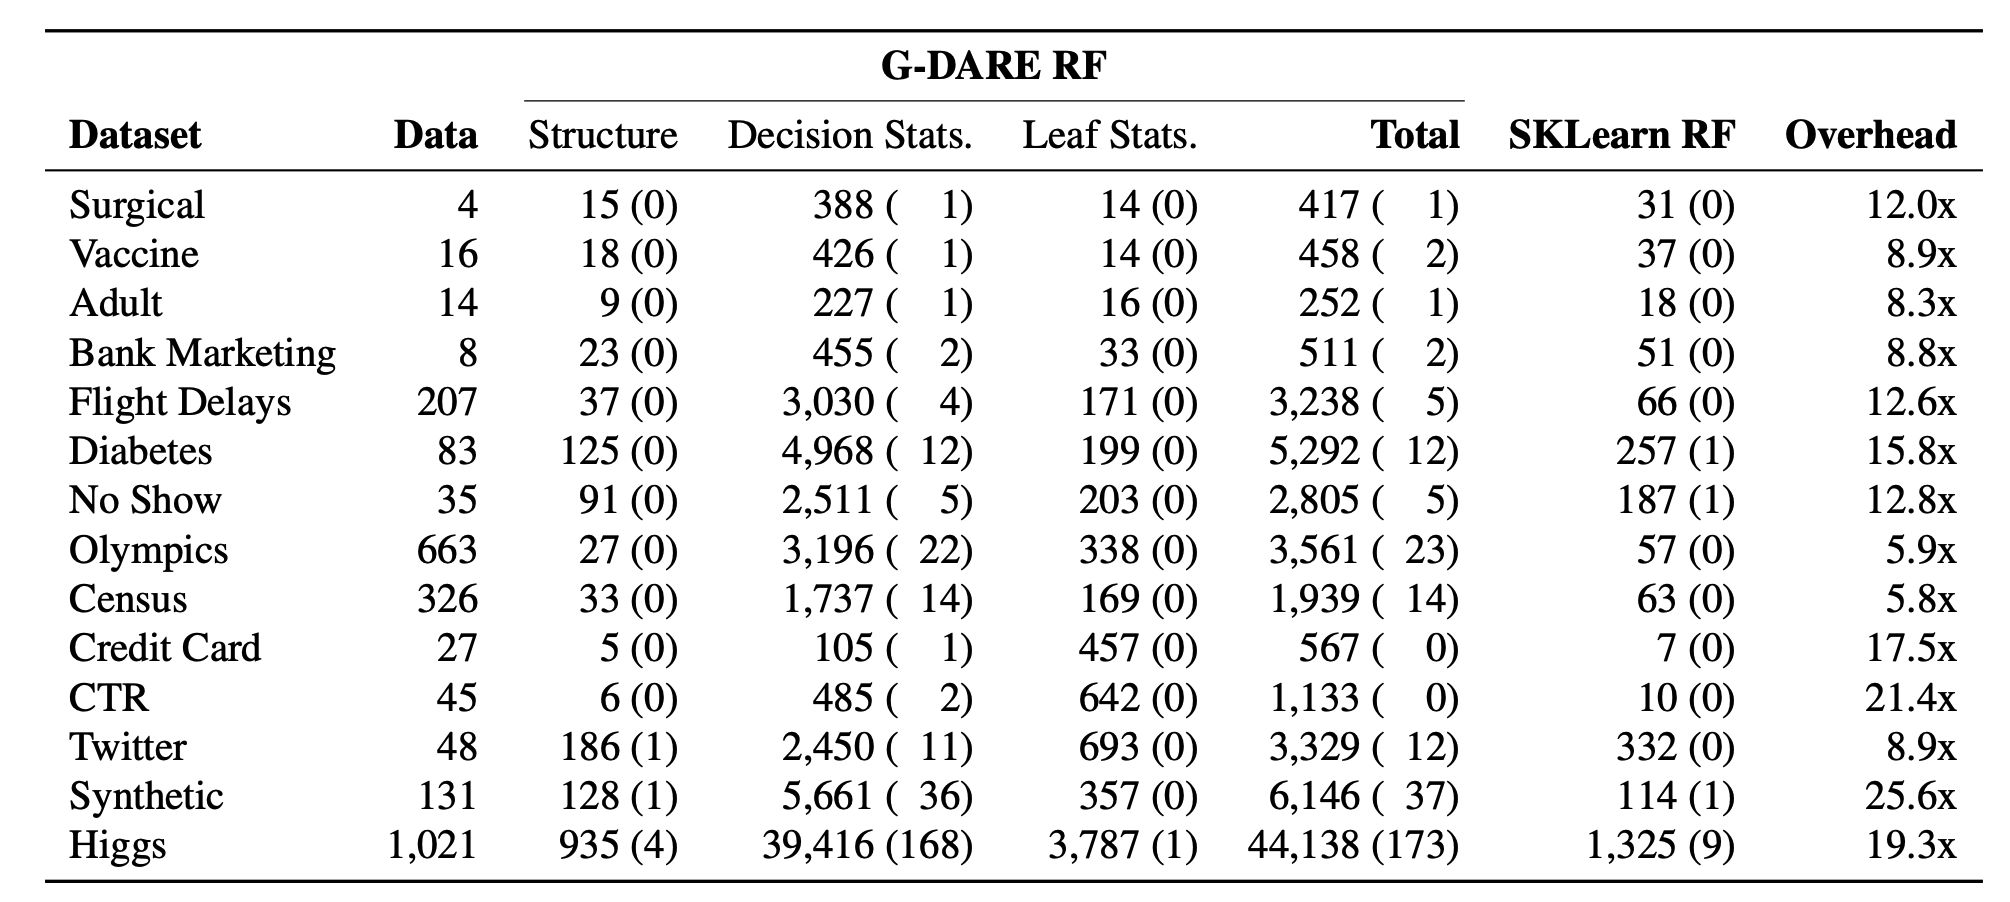 G-DARE RF
Dataset Data Structure Decision Stats. Leaf Stats. Total SKLearn RF Overhead
Surgical 4 15 (0) 388 ( 1) 14 (0) 417 ( 1) 31 (0) 12.0x
Vaccine 16 18 (0) 426 ( 1) 14 (0) 458 ( 2) 37 (0) 8.9x
Adult 14 9 (0) 227 ( 1) 16 (0) 252 ( 1) 18 (0) 8.3x
Bank Marketing 8 23 (0) 455 ( 2) 33 (0) 511 ( 2) 51 (0) 8.8x
Flight Delays 207 37 (0) 3,030 ( 4) 171 (0) 3,238 ( 5) 66 (0) 12.6x
Diabetes 83 125 (0) 4,968 ( 12) 199 (0) 5,292 ( 12) 257 (1) 15.8x
No Show 35 91 (0) 2,511 ( 5) 203 (0) 2,805 ( 5) 187 (1) 12.8x
Olympics 663 27 (0) 3,196 ( 22) 338 (0) 3,561 ( 23) 57 (0) 5.9x
Census 326 33 (0) 1,737 ( 14) 169 (0) 1,939 ( 14) 63 (0) 5.8x
Credit Card 27 5 (0) 105 ( 1) 457 (0) 567 ( 0) 7 (0) 17.5x
CTR 45 6 (0) 485 ( 2) 642 (0) 1,133 ( 0) 10 (0) 21.4x
Twitter 48 186 (1) 2,450 ( 11) 693 (0) 3,329 ( 12) 332 (0) 8.9x
Synthetic 131 128 (1) 5,661 ( 36) 357 (0) 6,146 ( 37) 114 (1) 25.6x
Higgs 1,021 935 (4) 39,416 (168) 3,787 (1) 44,138 (173) 1,325 (9) 19.3x